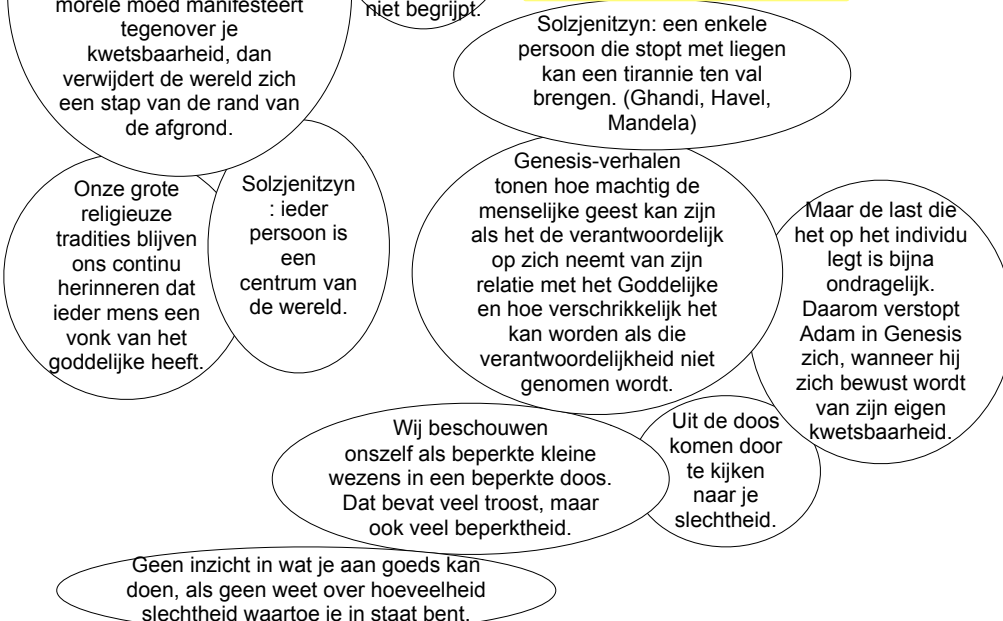 morele moed manifesteert
tegenover je
kwetsbaarheid, dan
verwijdert de wereld zich
een stap van de rand van
de afgrond.
niet begrijpt.
Solzjenitzyn: een enkele
persoon die stopt met liegen
kan een tirannie ten val
brengen. (Ghandi, Havel,
Mandela)
Onze grote
religieuze
tradities blijven
ons continu
herinneren dat
ieder mens een
vonk van het
goddelijke heeft.
Solzjenitzyn
: ieder
persoon is
een
centrum van
de wereld.
Genesis-verhalen
tonen hoe machtig de
menselijke geest kan zijn
als het de verantwoordelijk
op zich neemt van zijn
relatie met het Goddelijke
en hoe verschrikkelijk het
kan worden als die
verantwoordelijkheid niet
genomen wordt.
Maar de last die
het op het individu
legt is bijna
ondragelijk.
Daarom verstopt
Adam in Genesis
zich, wanneer hij
zich bewust wordt
van zijn eigen
kwetsbaarheid.
Wij beschouwen
onszelf als beperkte kleine
wezens in een beperkte doos.
Dat bevat veel troost, maar
ook veel beperktheid.
Uit de doos
komen door
te kijken
naar je
slechtheid.
Geen inzicht in wat je aan goeds kan
doen, als geen weet over hoeveelheid
slechtheid waartoe je in staat bent.